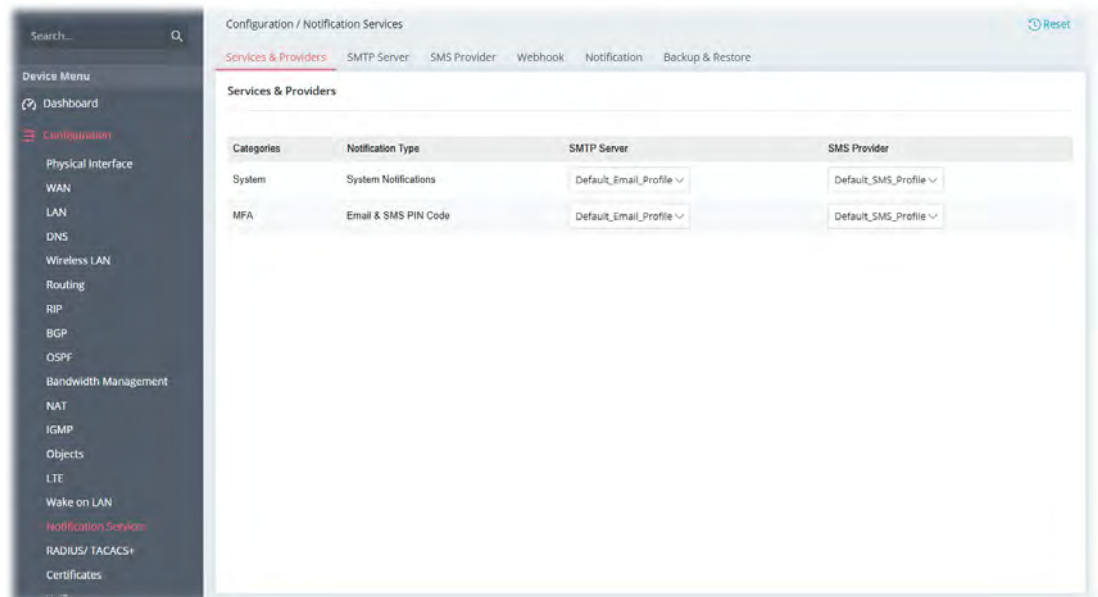 Search...
Device Menu
Dashboard
Configuration
Physical Interface
WAN
LAN
DNS
Wireless LAN
Routing
RIP
BGP
OSPF
Bandwidth Management
NAT
IGMP
Objects
LTE
Wake on LAN
Notification Services
RADIUS/ TACACS+
Certificates
Configuration / Notification Services
Reset
Services & Providers SMTP Server SMS Provider Webhook Notification Backup & Restore
Services & Providers
Categories Notification Type SMTP Server SMS Provider
System System Notifications Default_Email_Profile Default_SMS_Profile
MFA Email & SMS PIN Code Default_Email_Profile Default_SMS_Profile